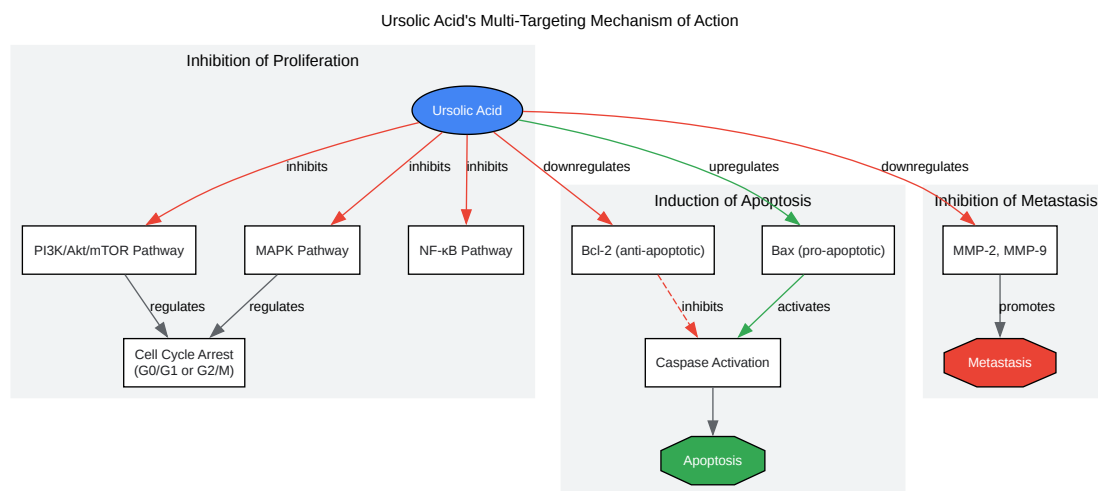 Ursolic Acid's Multi-Targeting Mechanism of Action
Inhibition of Proliferation
Ursolic Acid
inhibits
inhibits
inhibits
downregulates
upregulates
downregulates
Induction of Apoptosis
Inhibition of Metastasis
PI3K/Akt/mTOR Pathway
MAPK Pathway
NF-κB Pathway
Bcl-2 (anti-apoptotic)
Bax (pro-apoptotic)
MMP-2, MMP-9
regulates
regulates
inhibits
activates
promotes
Cell Cycle Arrest
(G0/G1 or G2/M)
Caspase Activation
Metastasis
Apoptosis